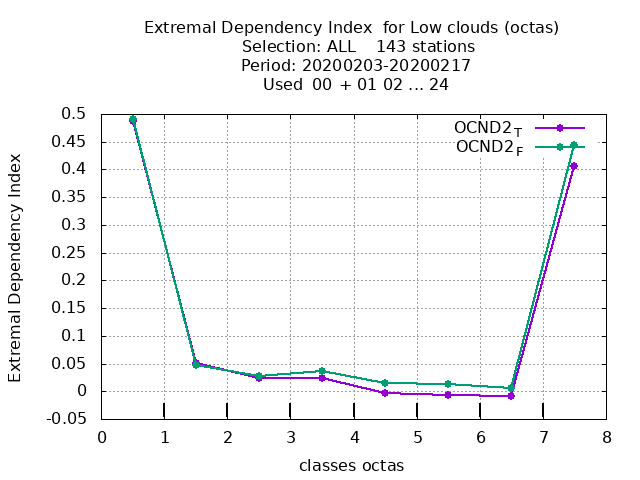 Extremal Dependency Index  for Low clouds (octas)
Selection: ALL    143 stations
Period: 20200203-20200217
Used  00  + 01 02 ... 24
OCND2T
OCND2F
Extremal Dependency Index
0.5
0.45
0.4
0.35
0.3
0.25
0.2
0.15
0.1
0.05
0
-0.05
0 1 2 3 4 5 6 7 8
classes octas